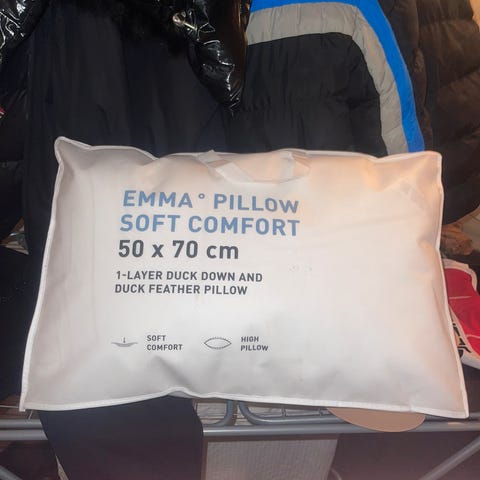 EMMA° PILLOW
SOFT COMFORT
50 x 70 cm
1-LAYER DUCK DOWN AND
DUCK FEATHER PILLOW
SOFT
COMFORT
HIGH
PILLOW